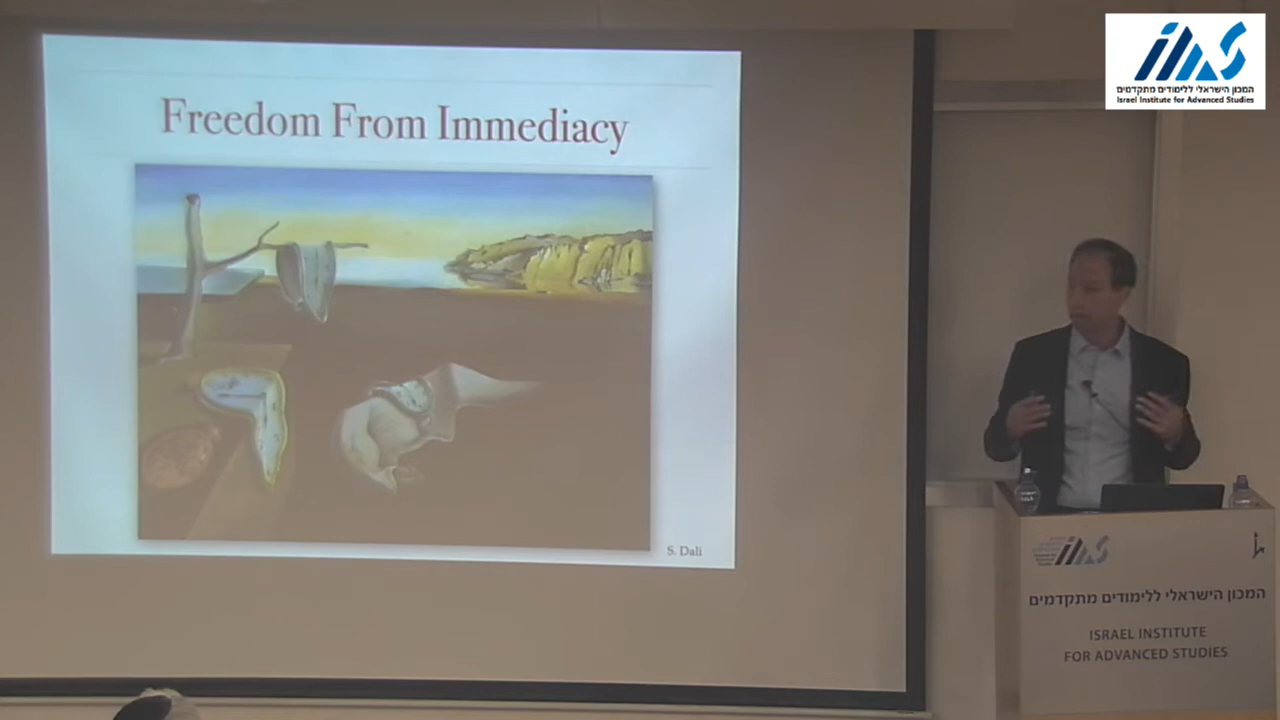 Freedom From Immediacy
S. Dali
המכון הישראלי ללימודים מתקדמים
Israel Institute for Advanced Studies
המכון הישראלי ללימודים מתקדמים
ISRAEL INSTITUTE
FOR ADVANCED STUDIES